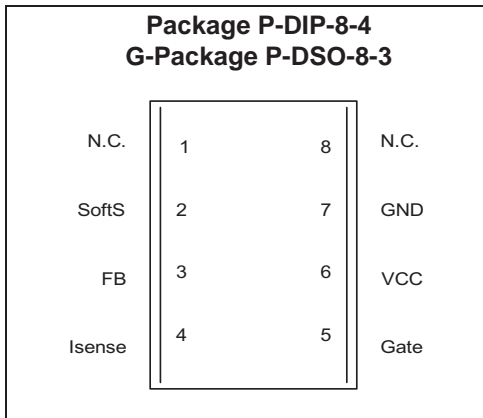 Package P-DIP-8-4
G-Package P-DSO-8-3
N.C. 1 8 N.C.
SoftS 2 7 GND
FB 3 6 VCC
Isense 4 5 Gate